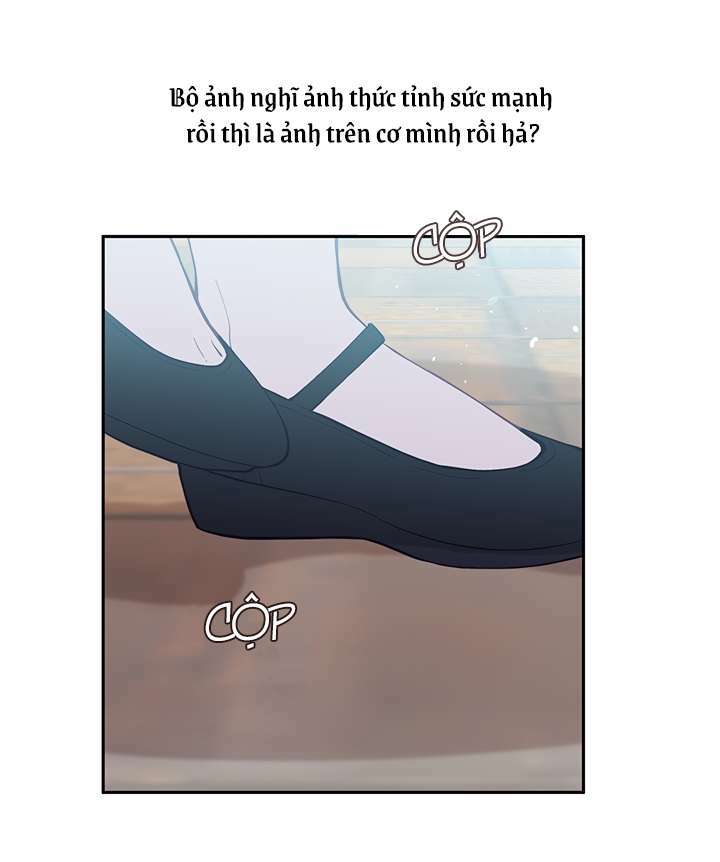 Bộ ảnh nghĩ ảnh thức tỉnh sức mạnh
rồi thì là ảnh trên cơ mình rồi hả?
CỘP
CỘP